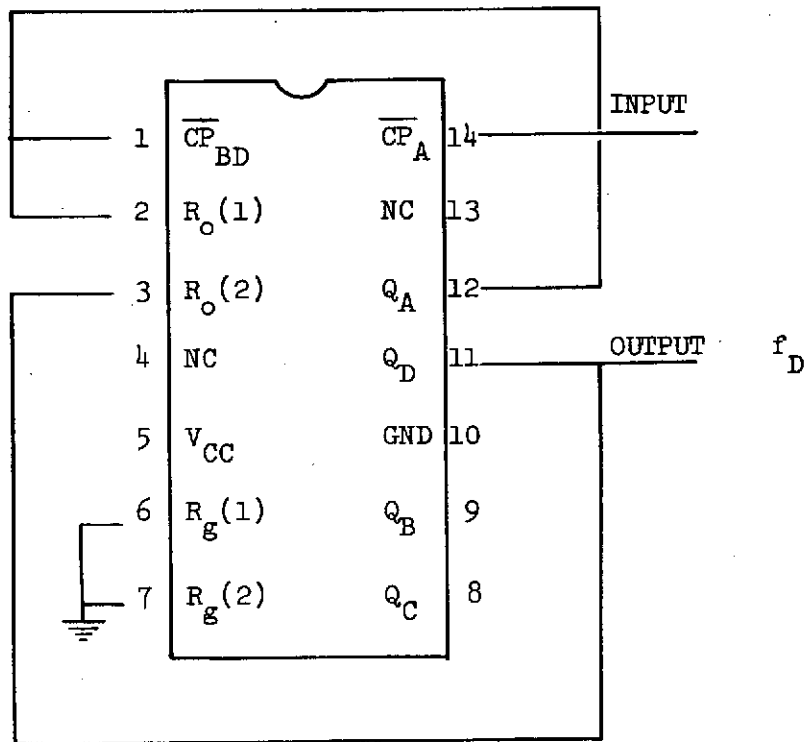 INPUT
1 CP_BD CP_A 14
2 R_o(1) NC 13
3 R_o(2) Q_A 12
OUTPUT f_D
4 NC Q_D 11
5 V_CC GND 10
6 R_g(1) Q_B 9
7 R_g(2) Q_C 8